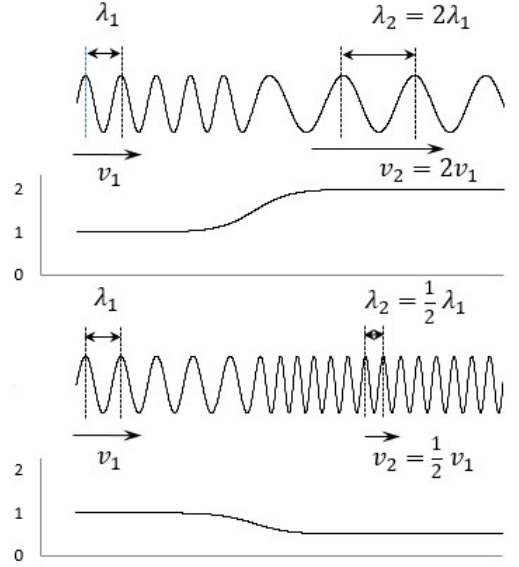 λ₁
λ₂ = 2λ₁
v₁
v₂ = 2v₁
2
1
0
λ₁
λ₂ = ½ λ₁
v₁
v₂ = ½ v₁
2
1
0